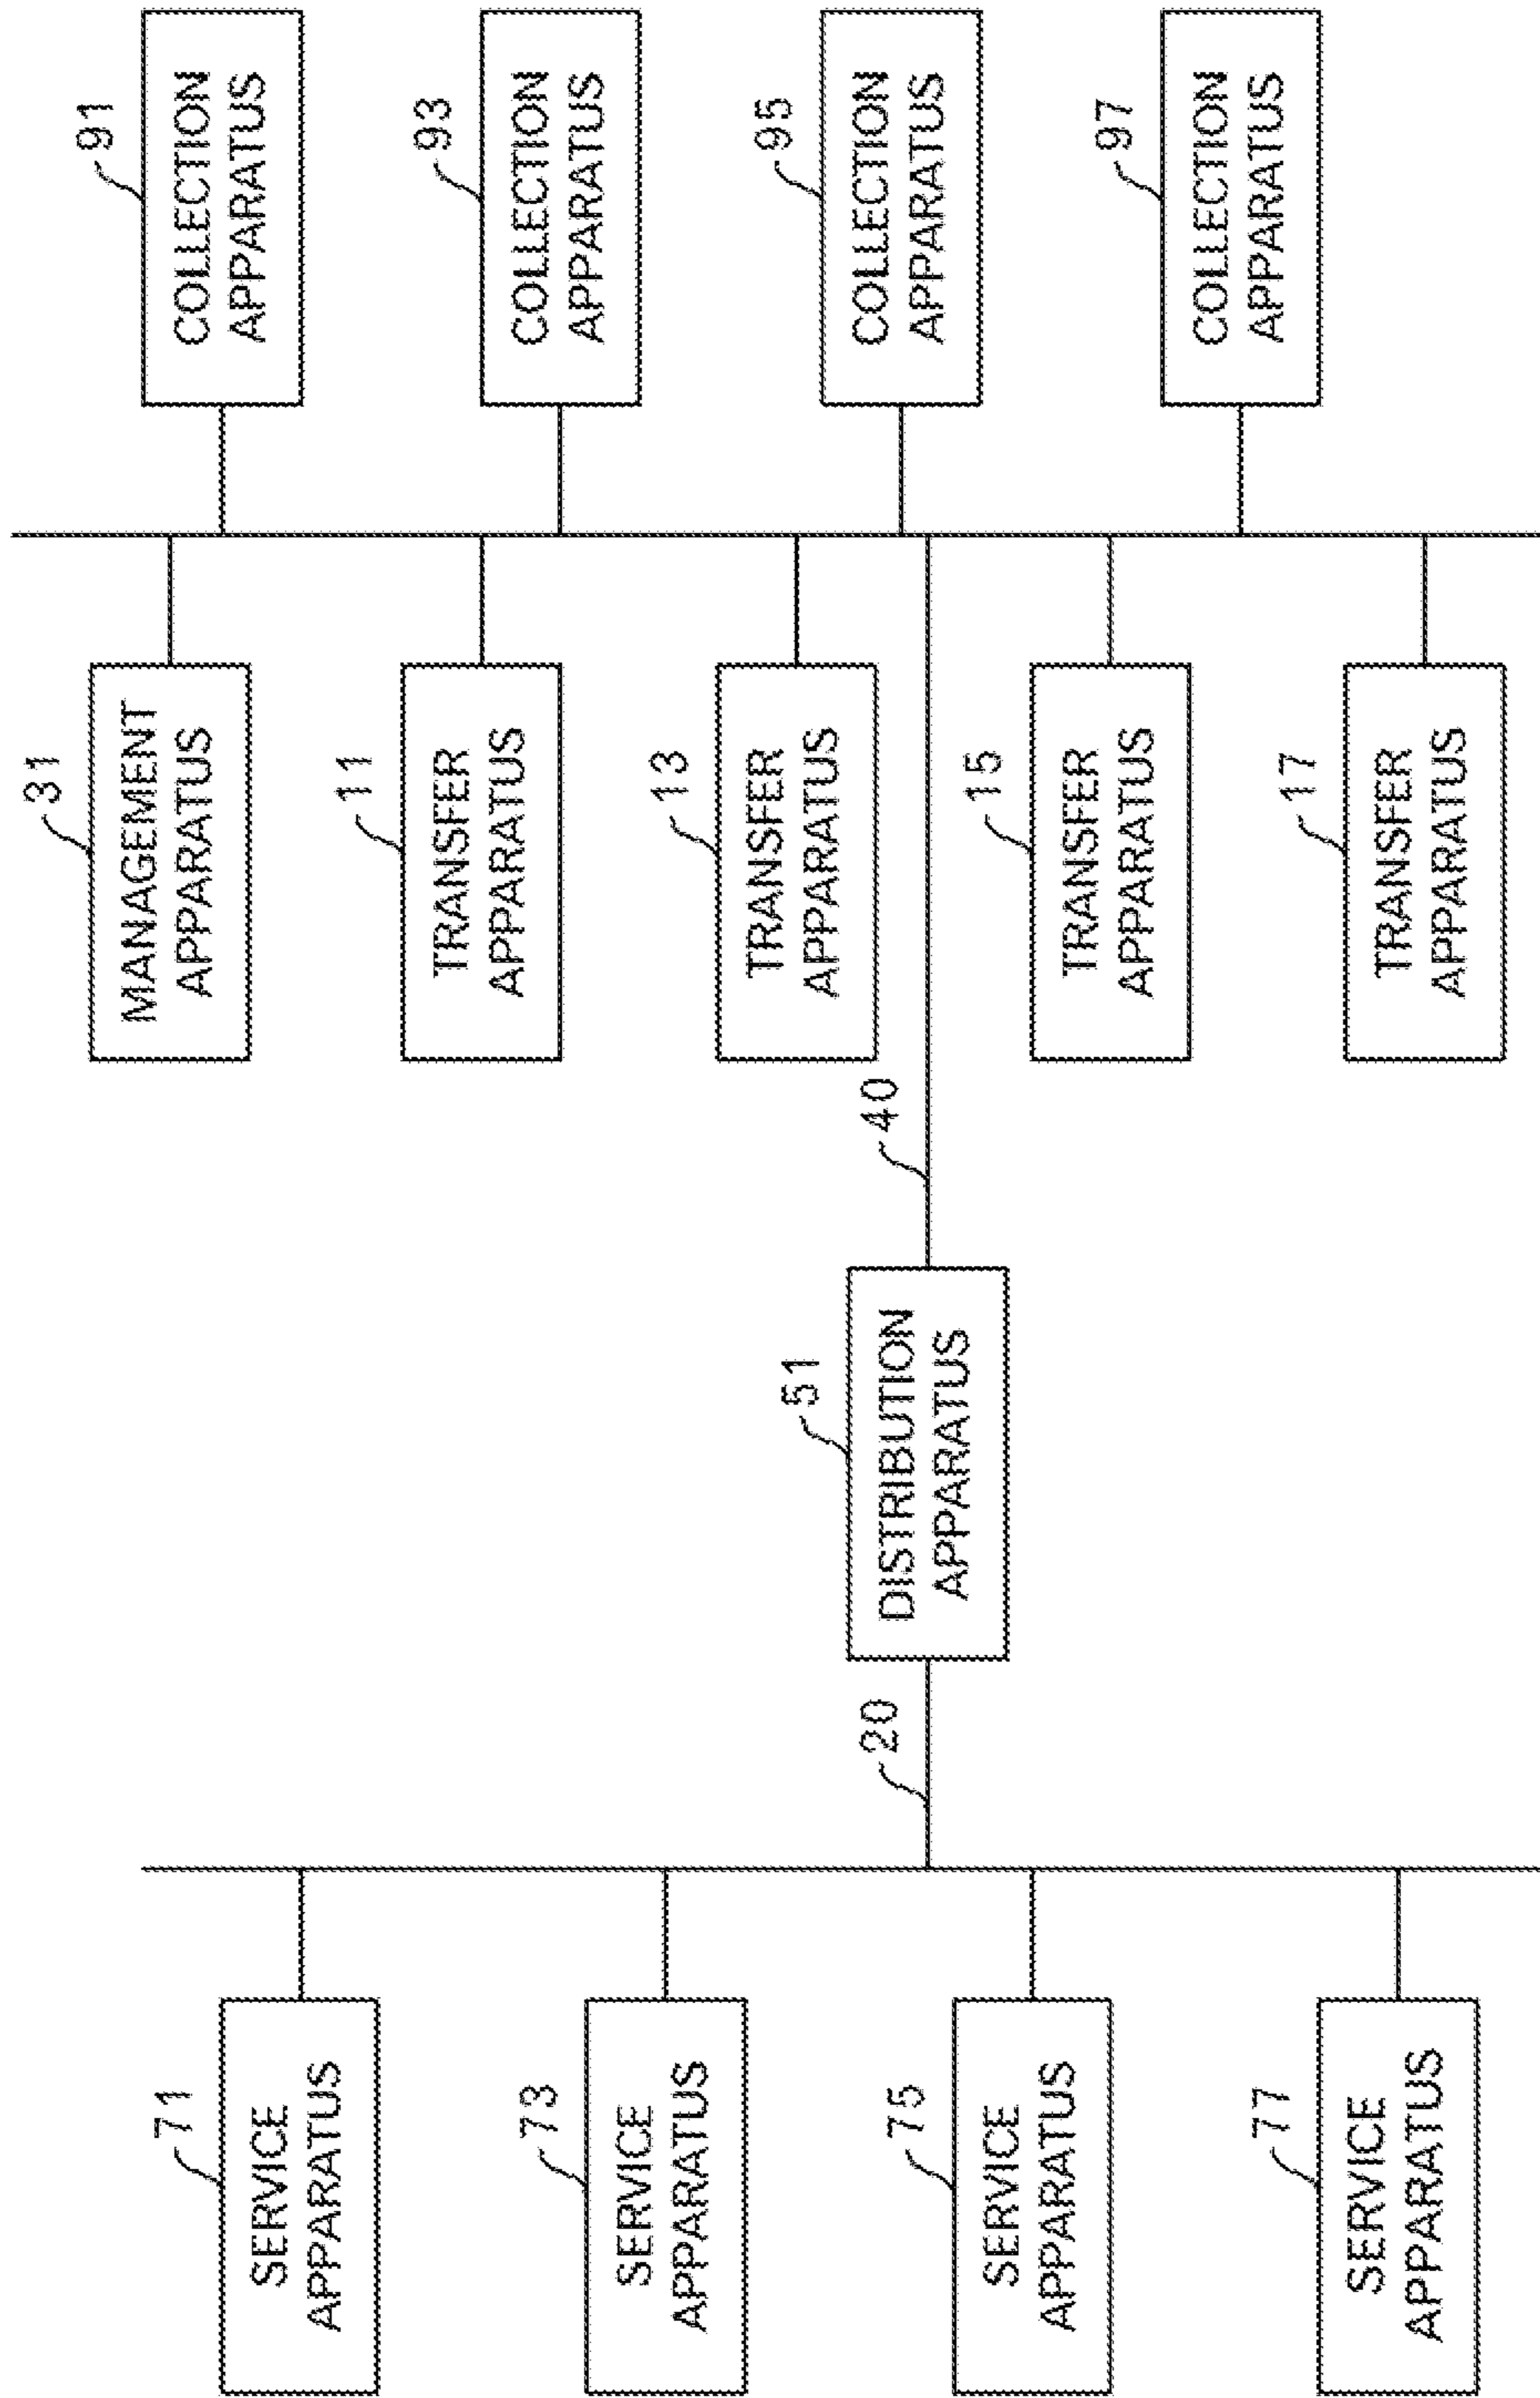 71
SERVICE
APPARATUS
73
SERVICE
APPARATUS
75
SERVICE
APPARATUS
77
SERVICE
APPARATUS
20
51
DISTRIBUTION
APPARATUS
40
31
MANAGEMENT
APPARATUS
11
TRANSFER
APPARATUS
13
TRANSFER
APPARATUS
15
TRANSFER
APPARATUS
17
TRANSFER
APPARATUS
91
COLLECTION
APPARATUS
93
COLLECTION
APPARATUS
95
COLLECTION
APPARATUS
97
COLLECTION
APPARATUS